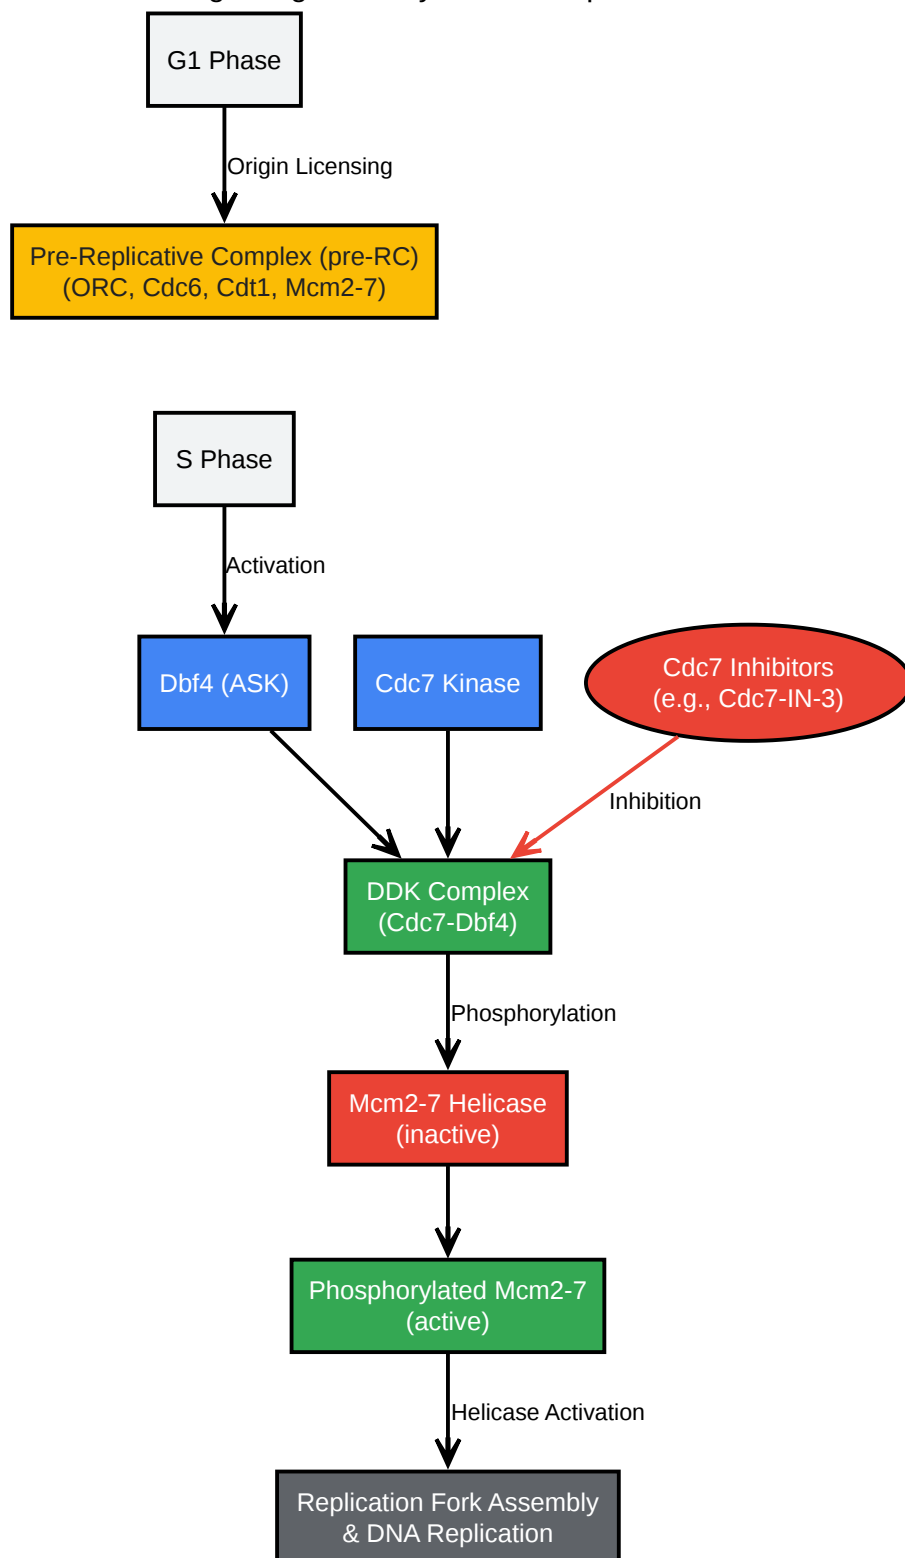 G1 Phase
Origin Licensing
Pre-Replicative Complex (pre-RC)
(ORC, Cdc6, Cdt1, Mcm2-7)
S Phase
Activation
Dbf4 (ASK)
Cdc7 Kinase
Cdc7 Inhibitors
(e.g., Cdc7-IN-3)
Inhibition
DDK Complex
(Cdc7-Dbf4)
Phosphorylation
Mcm2-7 Helicase
(inactive)
Phosphorylated Mcm2-7
(active)
Helicase Activation
Replication Fork Assembly
& DNA Replication